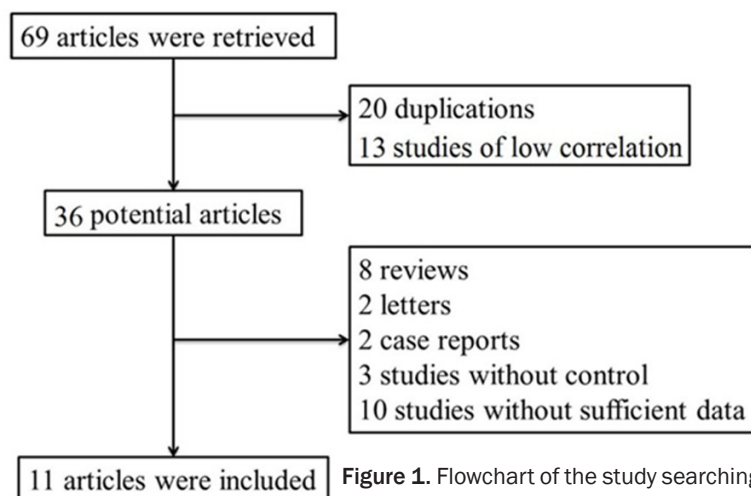 69 articles were retrieved
20 duplications
13 studies of low correlation
36 potential articles
8 reviews
2 letters
2 case reports
3 studies without control
10 studies without sufficient data
11 articles were included
Figure 1. Flowchart of the study searching